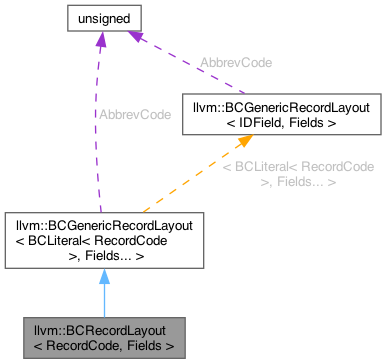 unsigned
AbbrevCode
llvm::BCGenericRecordLayout
< IDField, Fields >
AbbrevCode
< BCLiteral< RecordCode
>, Fields... >
llvm::BCGenericRecordLayout
< BCLiteral< RecordCode
>, Fields... >
llvm::BCRecordLayout
< RecordCode, Fields >